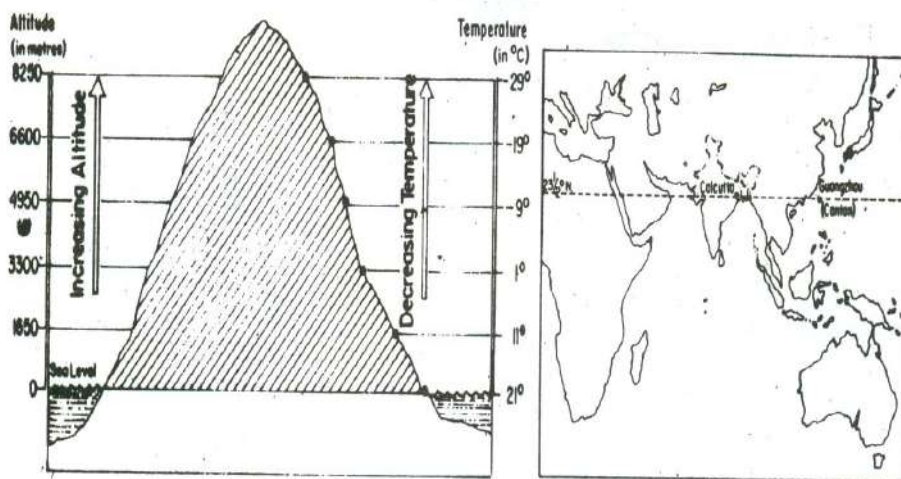 Altitude
(in metres)
8250
6600
4950
3300
1650
0
Increasing Altitude
Sea Level
Temperature
(in °C)
-29°
-19°
-9°
1°
11°
21°
Decreasing Temperature
23½°N
Calcutta
Guangzhou
(Canton)